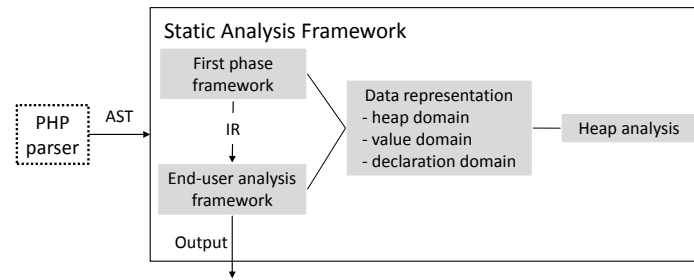 Static Analysis Framework
First phase
framework
PHP
parser
AST
IR
Data representation
- heap domain
- value domain
- declaration domain
Heap analysis
End-user analysis
framework
Output